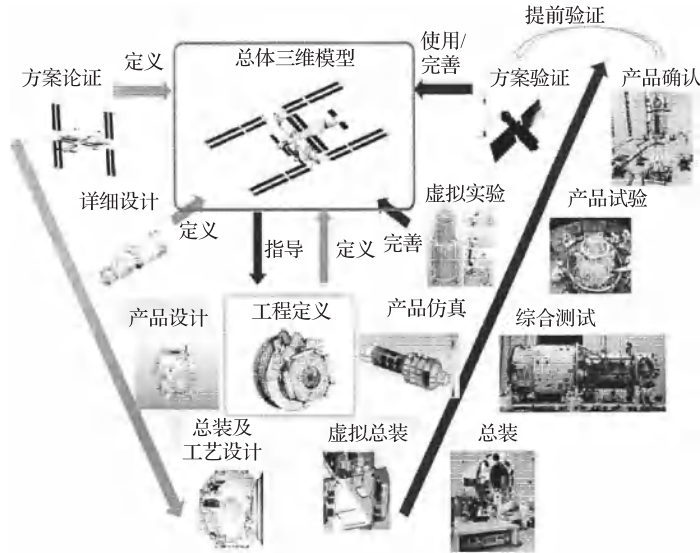 提前验证
总体三维模型
使用/
完善
方案论证
定义
方案验证
产品确认
详细设计
定义
虚拟实验
产品试验
指导
定义
完善
产品设计
工程定义
产品仿真
综合测试
总装及
工艺设计
虚拟总装
总装